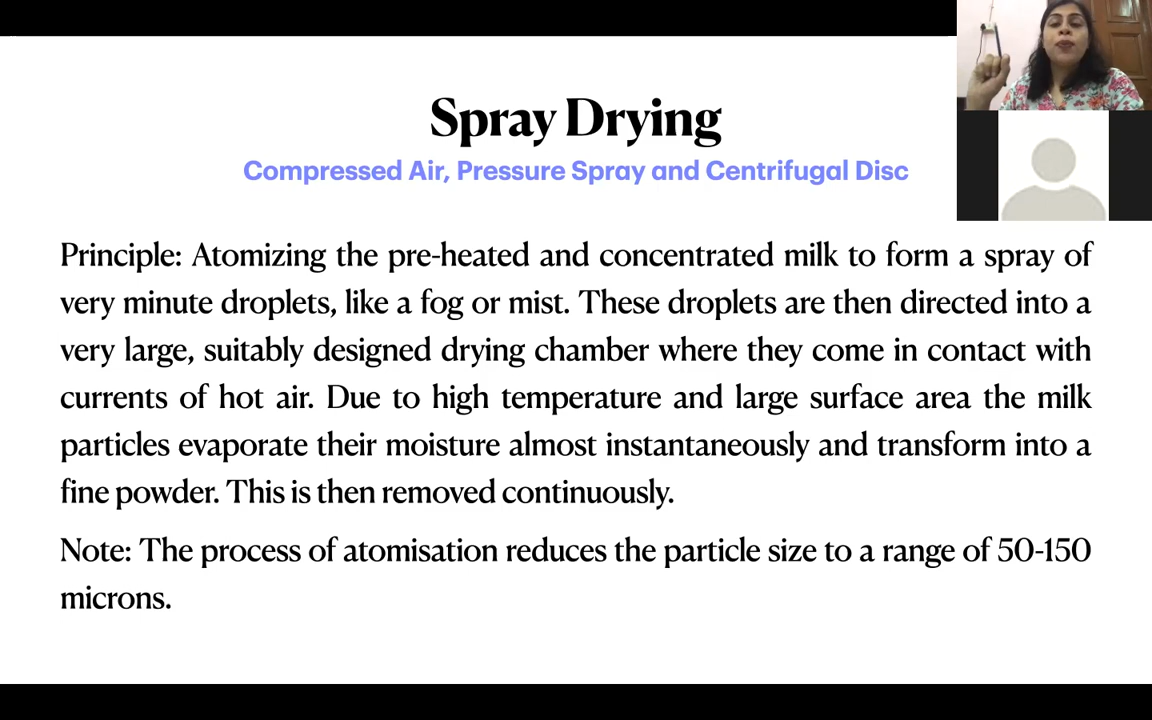 Spray Drying
Compressed Air, Pressure Spray and Centrifugal Disc
Principle: Atomizing the pre-heated and concentrated milk to form a spray of
very minute droplets, like a fog or mist. These droplets are then directed into a
very large, suitably designed drying chamber where they come in contact with
currents of hot air. Due to high temperature and large surface area the milk
particles evaporate their moisture almost instantaneously and transform into a
fine powder. This is then removed continuously.
Note: The process of atomisation reduces the particle size to a range of 50-150
microns.